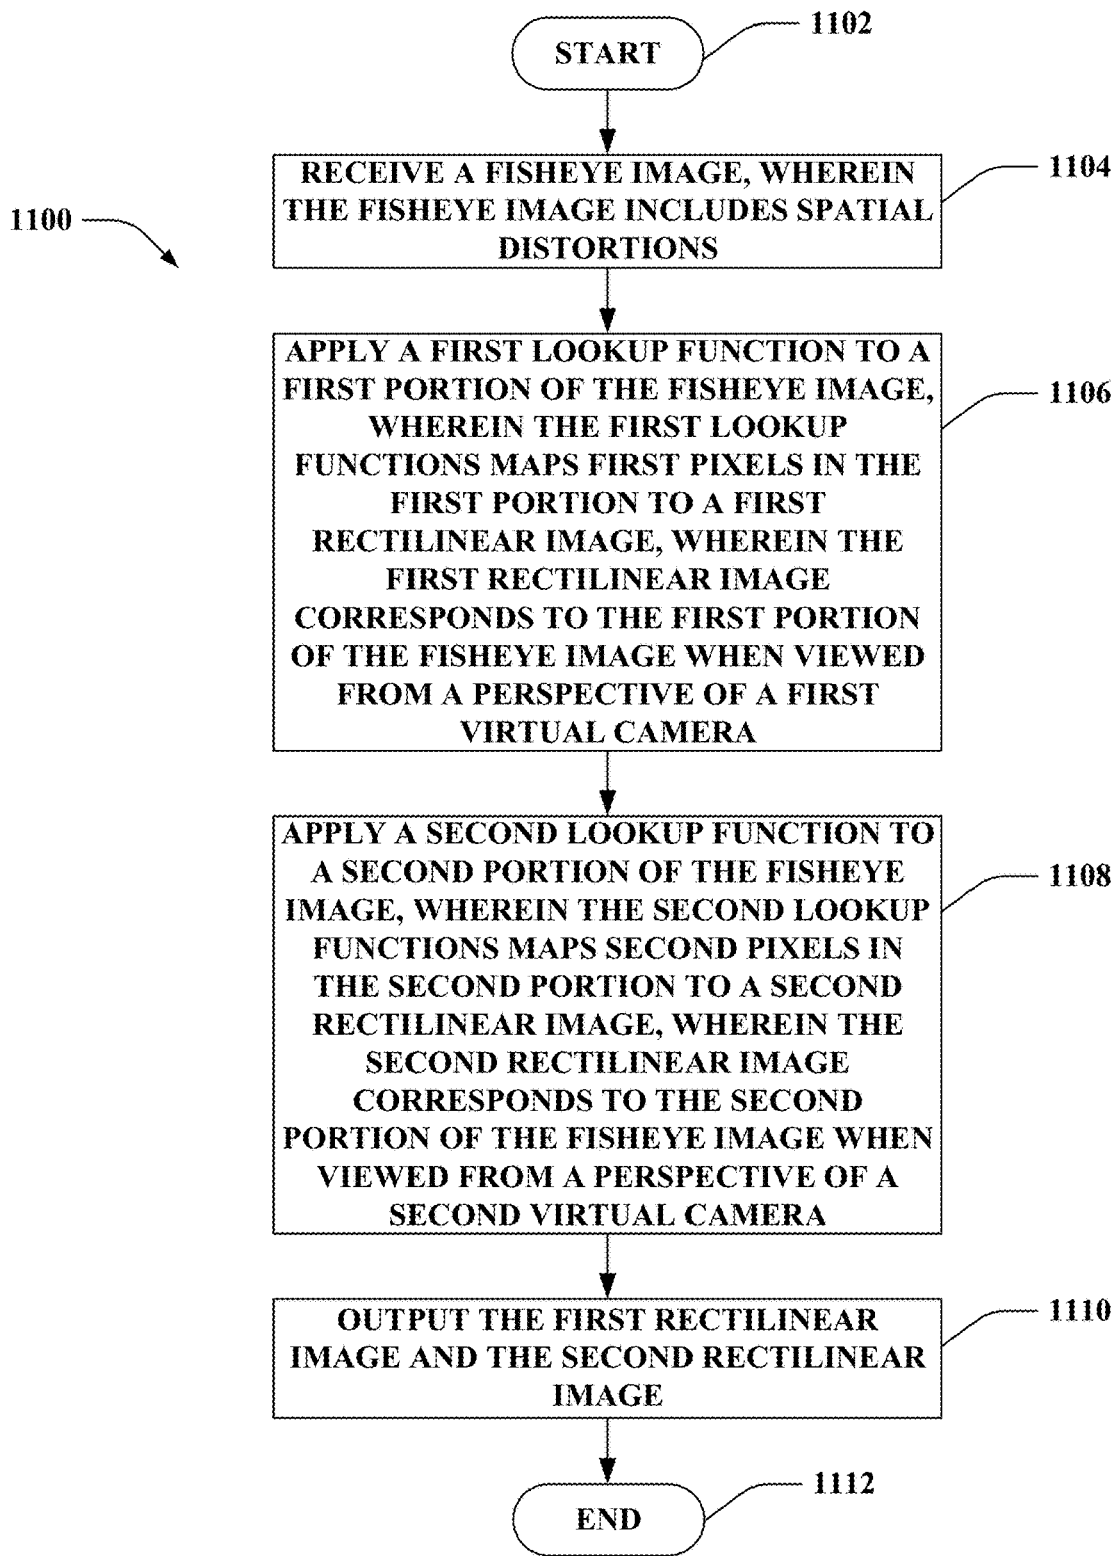 1102
START
1104
RECEIVE A FISHEYE IMAGE, WHEREIN
THE FISHEYE IMAGE INCLUDES SPATIAL
DISTORTIONS
1100
APPLY A FIRST LOOKUP FUNCTION TO A
FIRST PORTION OF THE FISHEYE IMAGE,
WHEREIN THE FIRST LOOKUP
FUNCTIONS MAPS FIRST PIXELS IN THE
FIRST PORTION TO A FIRST
RECTILINEAR IMAGE, WHEREIN THE
FIRST RECTILINEAR IMAGE
CORRESPONDS TO THE FIRST PORTION
OF THE FISHEYE IMAGE WHEN VIEWED
FROM A PERSPECTIVE OF A FIRST
VIRTUAL CAMERA
1106
APPLY A SECOND LOOKUP FUNCTION TO
A SECOND PORTION OF THE FISHEYE
IMAGE, WHEREIN THE SECOND LOOKUP
FUNCTIONS MAPS SECOND PIXELS IN
THE SECOND PORTION TO A SECOND
RECTILINEAR IMAGE, WHEREIN THE
SECOND RECTILINEAR IMAGE
CORRESPONDS TO THE SECOND
PORTION OF THE FISHEYE IMAGE WHEN
VIEWED FROM A PERSPECTIVE OF A
SECOND VIRTUAL CAMERA
1108
OUTPUT THE FIRST RECTILINEAR
IMAGE AND THE SECOND RECTILINEAR
IMAGE
1110
1112
END